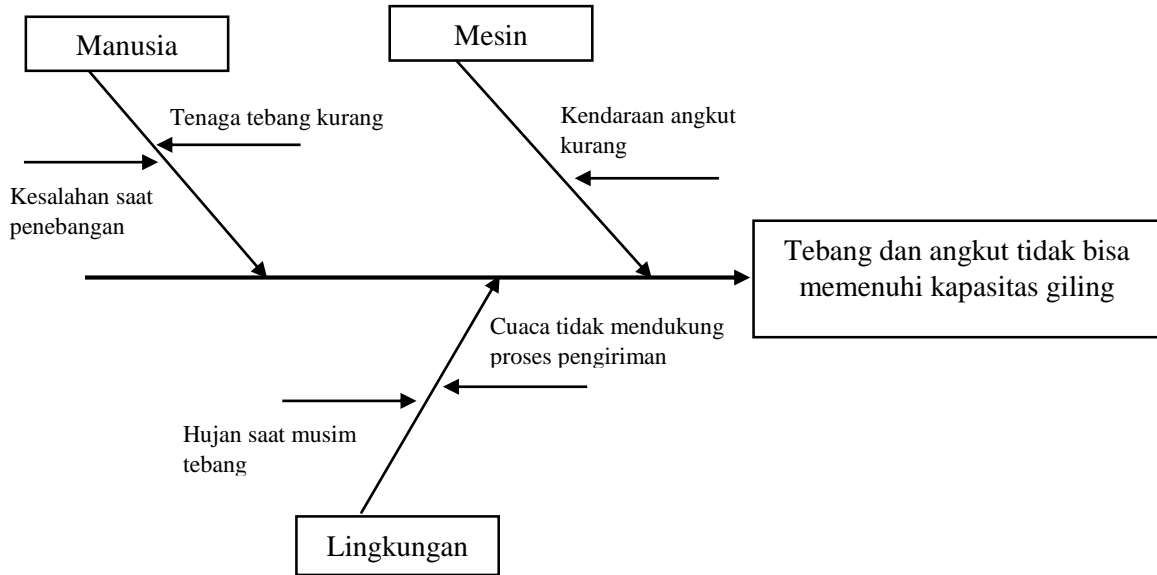 Manusia
Mesin
Tenaga tebang kurang
Kesalahan saat
penebangan
Kendaraan angkut
kurang
Tebang dan angkut tidak bisa
memenuhi kapasitas giling
Cuaca tidak mendukung
proses pengiriman
Hujan saat musim
tebang
Lingkungan